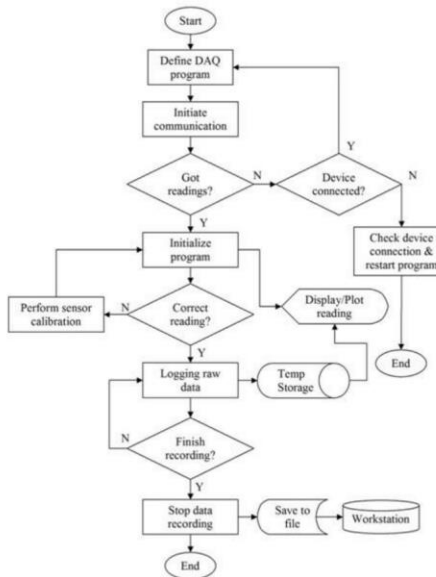 Start
Define DAQ
program
Initiate
communication
Got
readings?
N
Device
connected?
Y
N
Y
Check device
connection &
restart program
End
Initialize
program
Perform sensor
calibration
N
Correct
reading?
Display/Plot
reading
Y
Logging raw
data
Temp
Storage
N
Finish
recording?
Y
Stop data
recording
Save to
file
Workstation
End